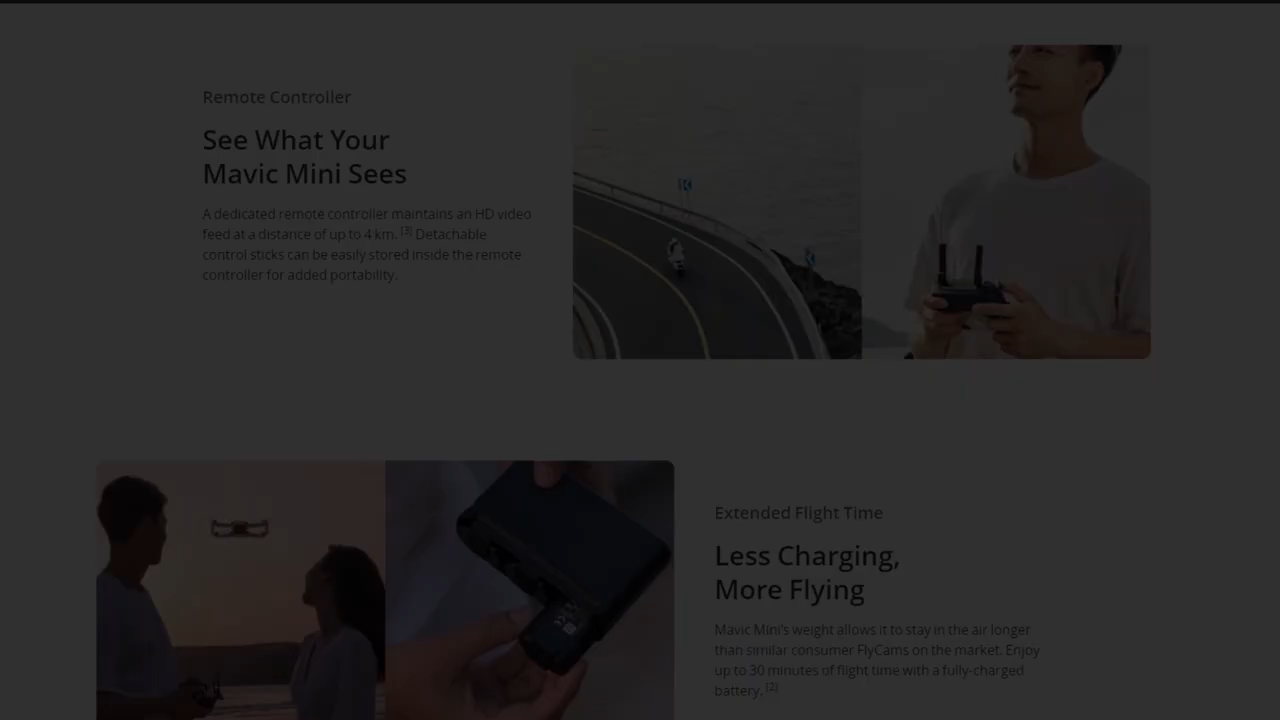 Remote Controller
See What Your
Mavic Mini Sees
A dedicated remote controller maintains an HD video
feed at a distance of up to 4 km. [3] Detachable
control sticks can be easily stored inside the remote
controller for added portability.
Extended Flight Time
Less Charging,
More Flying
Mavic Mini's weight allows it to stay in the air longer
than similar consumer FlyCams on the market. Enjoy
up to 30 minutes of flight time with a fully-charged
battery. [2]